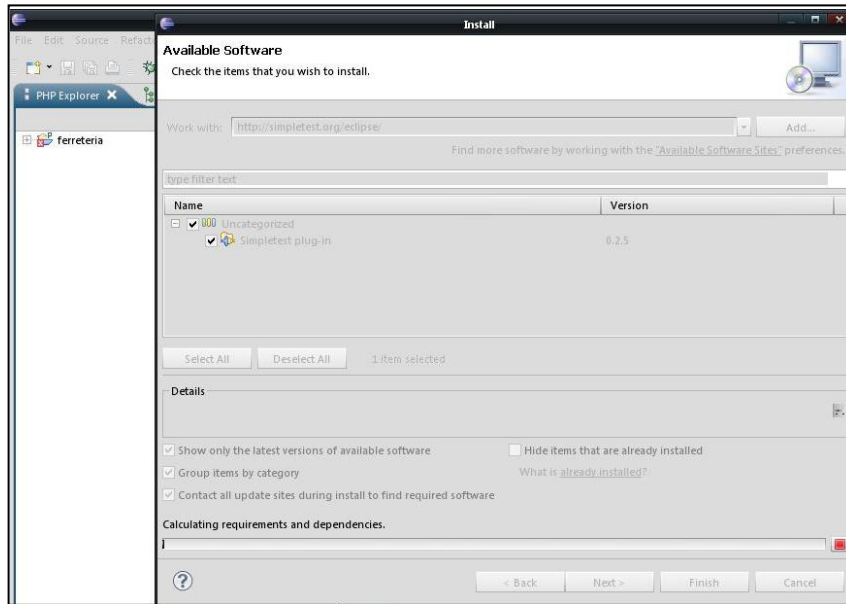 Install
File Edit Source Refact
PHP Explorer
ferreteria
Available Software
Check the items that you wish to install.
Work with: http://simpletest.org/eclipse/ Add...
Find more software by working with the "Available Software Sites" preferences.
type filter text
Name Version
Uncategorized
Simpletest plug-in 0.2.5
Select All Deselect All 1 item selected
Details
Show only the latest versions of available software Hide items that are already installed
Group items by category What is already installed?
Contact all update sites during install to find required software
Calculating requirements and dependencies.
< Back Next > Finish Cancel